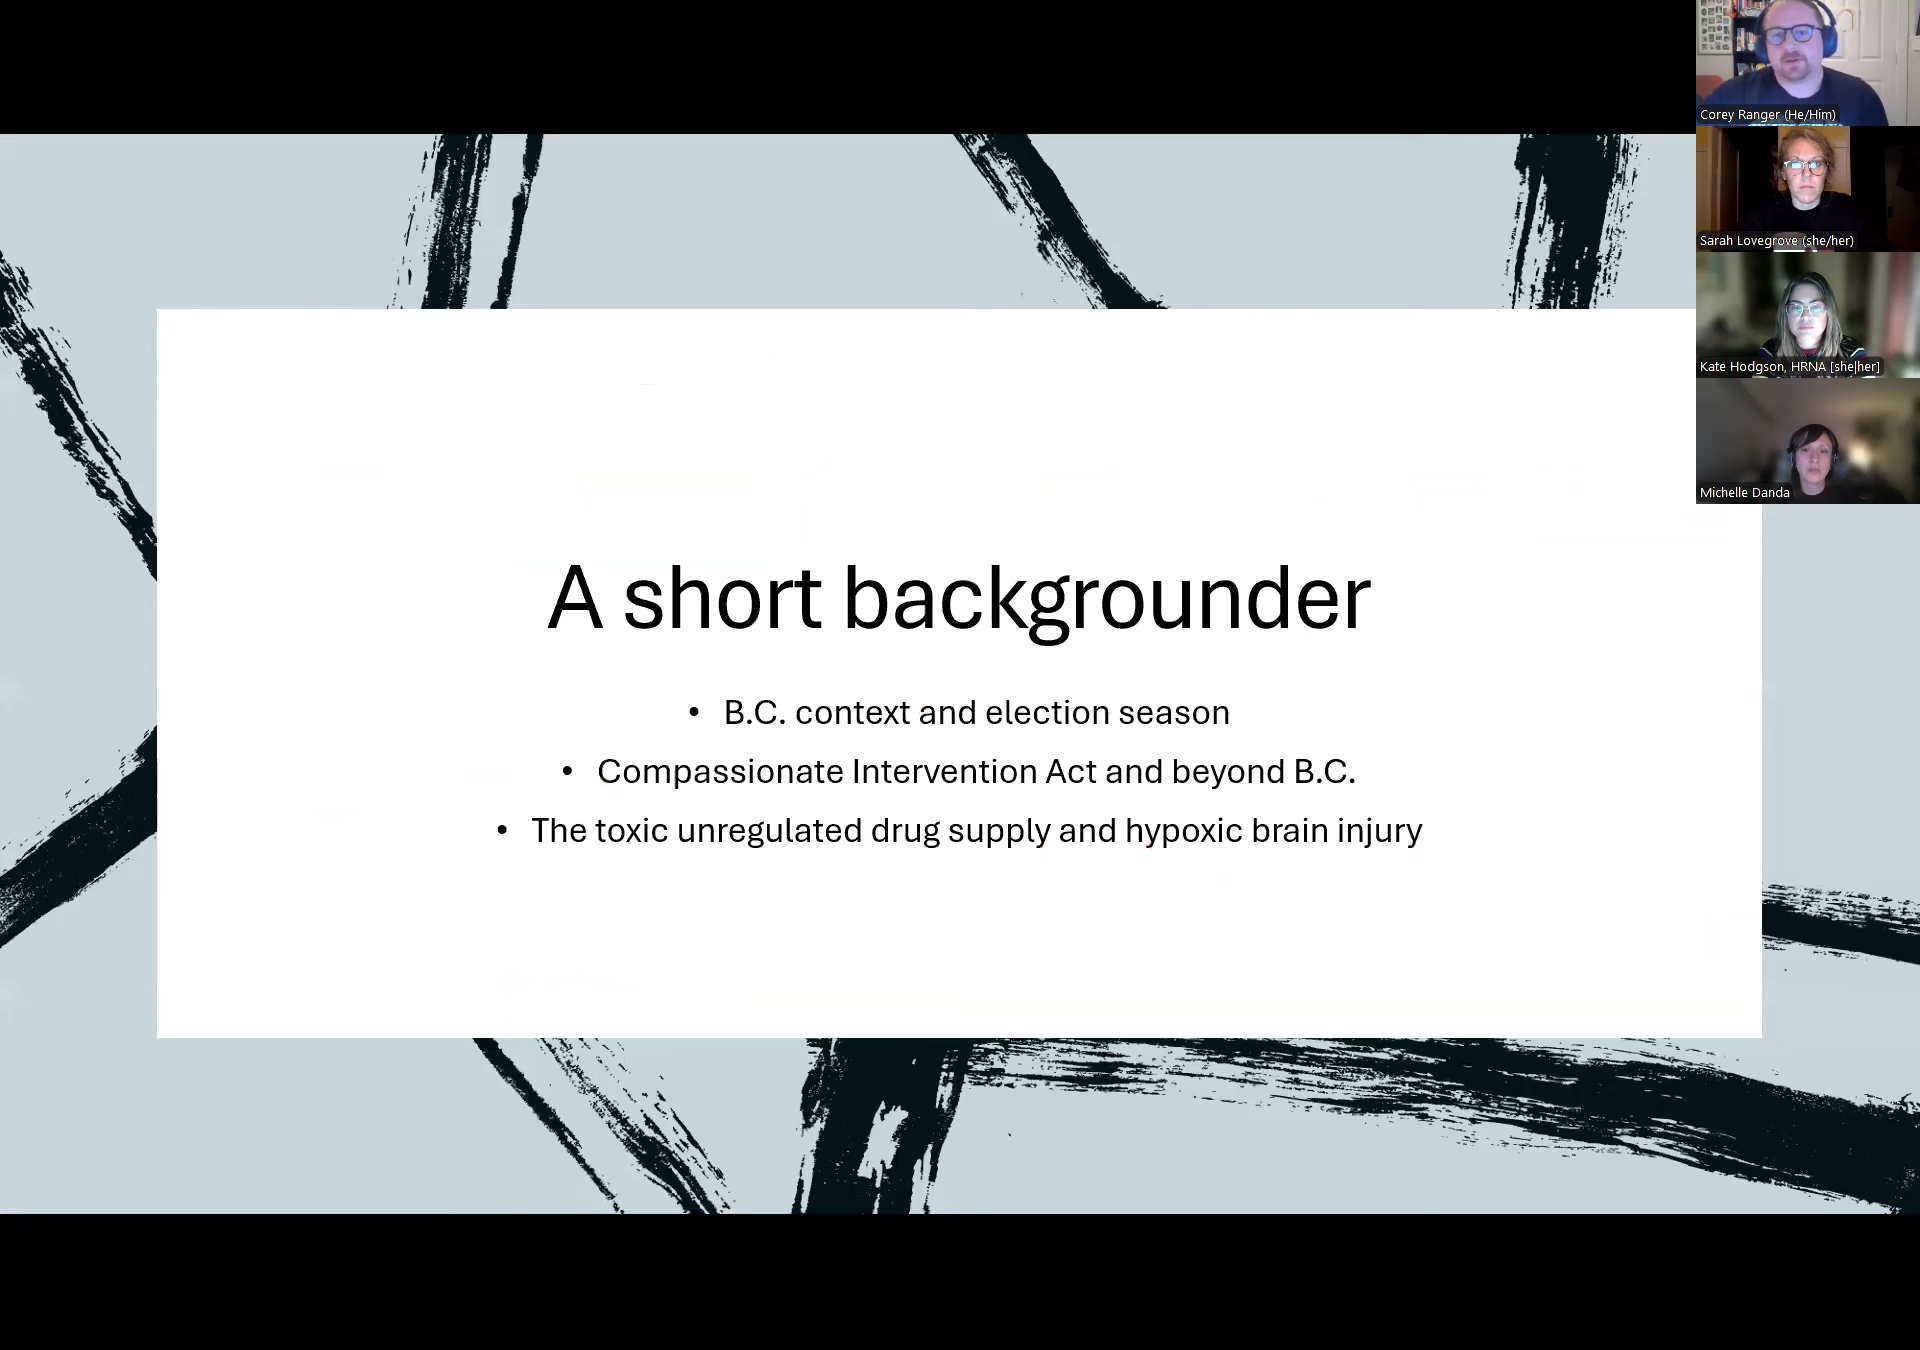 Corey Ranger (He/Him)
Sarah Lovegrove (she/her)
Kate Hodgson, HRNA [she|her]
Michelle Danda
A short backgrounder
• B.C. context and election season
• Compassionate Intervention Act and beyond B.C.
• The toxic unregulated drug supply and hypoxic brain injury